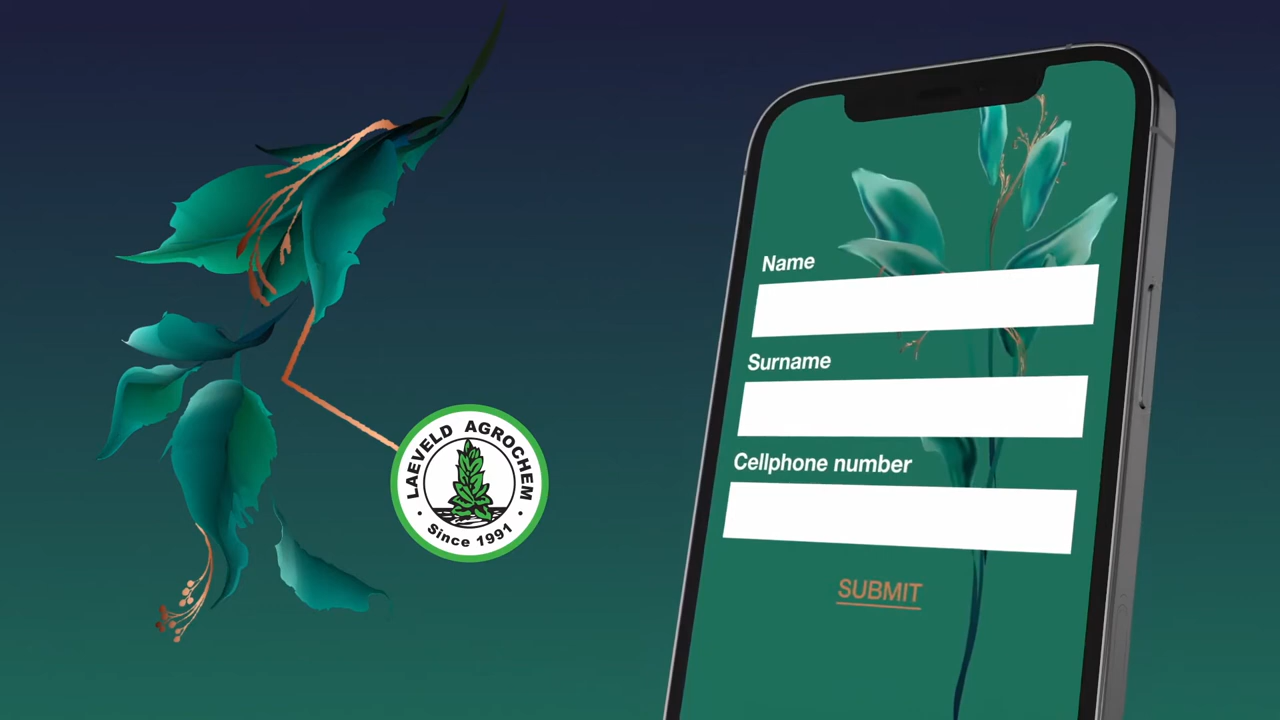 LAEVELD AGROCHEM
Since 1991
Name
Surname
Cellphone number
SUBMIT